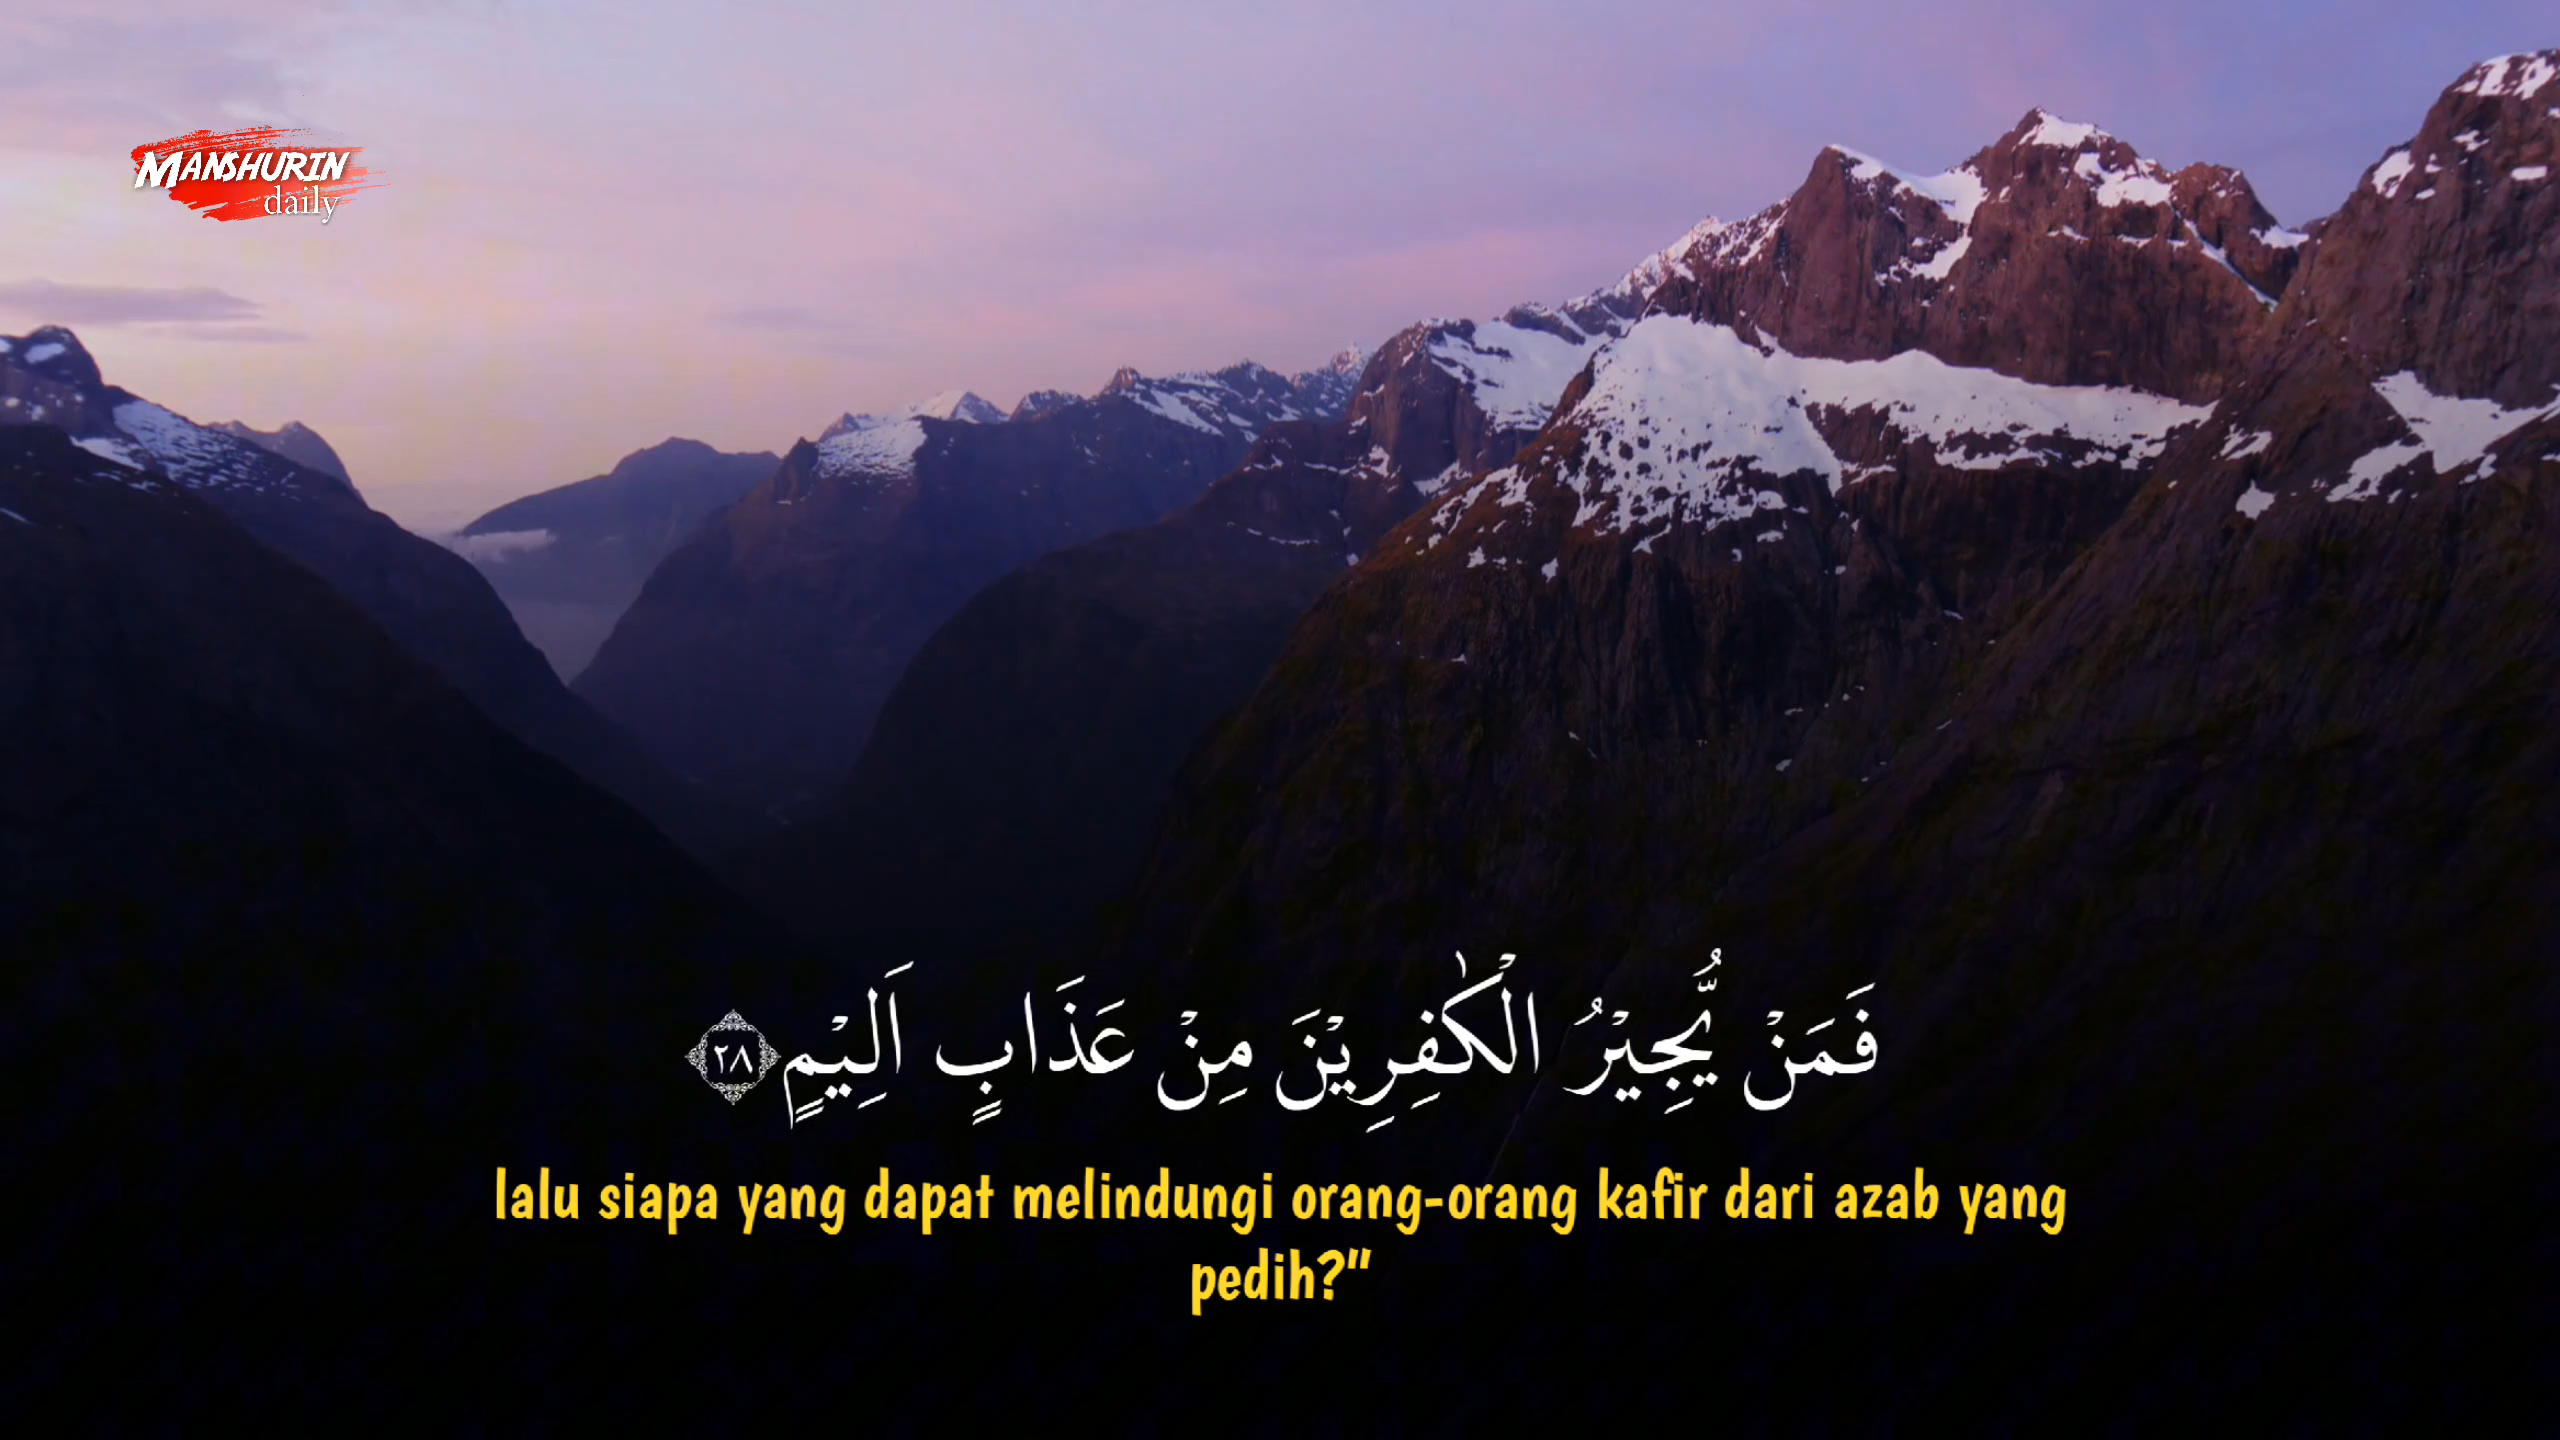 MANSHURIN
daily
فَمَنْ يُّجِيْرُ الْكٰفِرِيْنَ مِنْ عَذَابٍ اَلِيْمٍ ۝٢٨
lalu siapa yang dapat melindungi orang-orang kafir dari azab yang
pedih?"